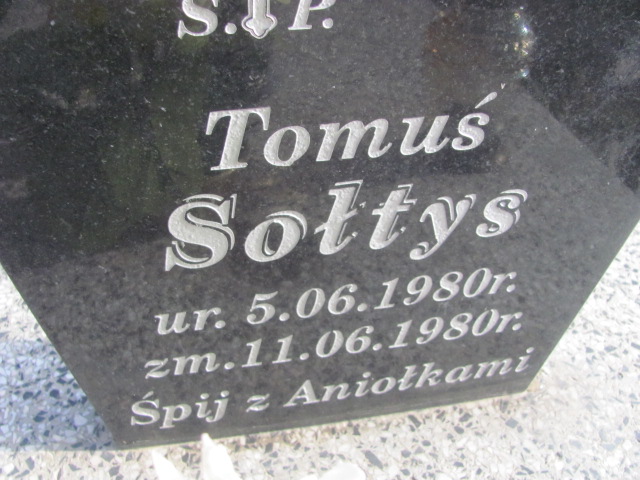 Ś.P.
Tomuś
Sołtys
ur. 5.06.1980r.
zm.11.06.1980r.
Śpij z Aniołkami